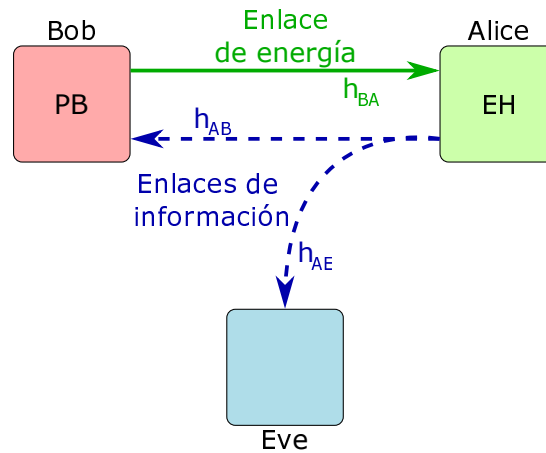 Bob
Enlace
de energía
Alice
PB
h_BA
EH
h_AB
Enlaces de
información
h_AE
Eve